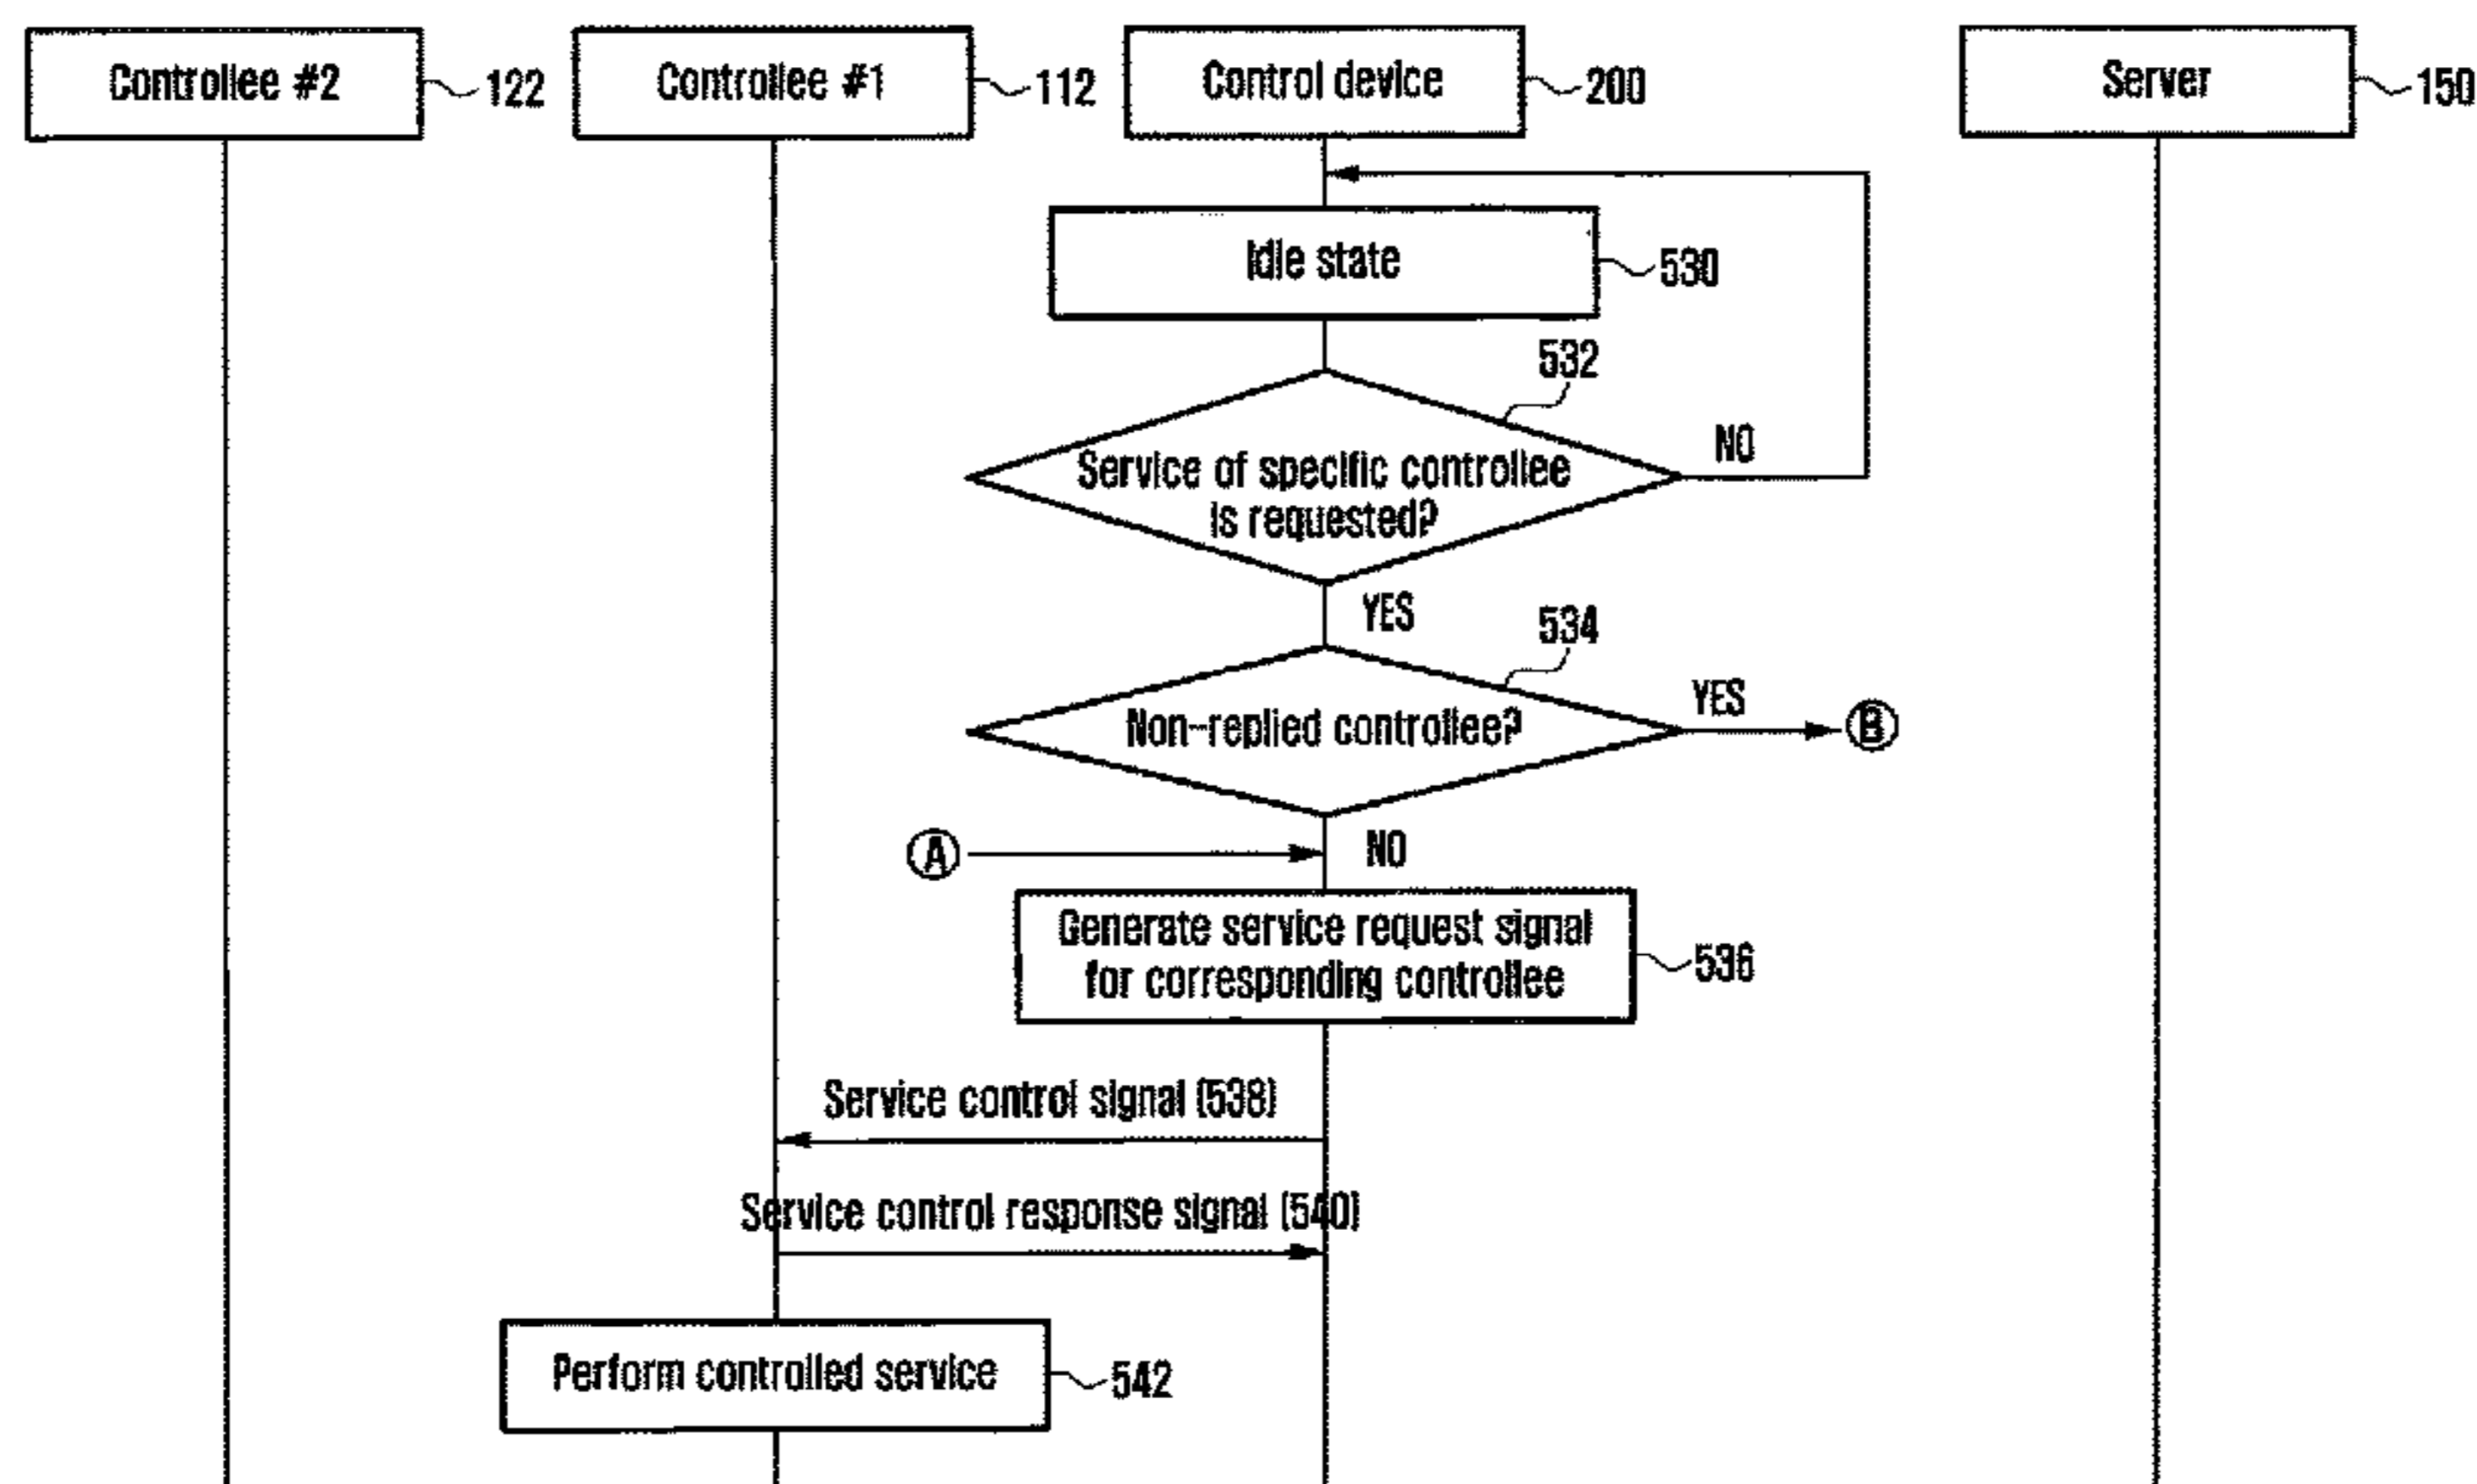 Controllee #2
122
Controllee #1
112
Control device
200
Server
150
Idle state
530
532
Service of specific controllee
is requested?
NO
YES
534
Non-replied controllee?
YES
B
A
NO
Generate service request signal
for corresponding controllee
536
Service control signal (538)
Service control response signal (540)
Perform controlled service
542